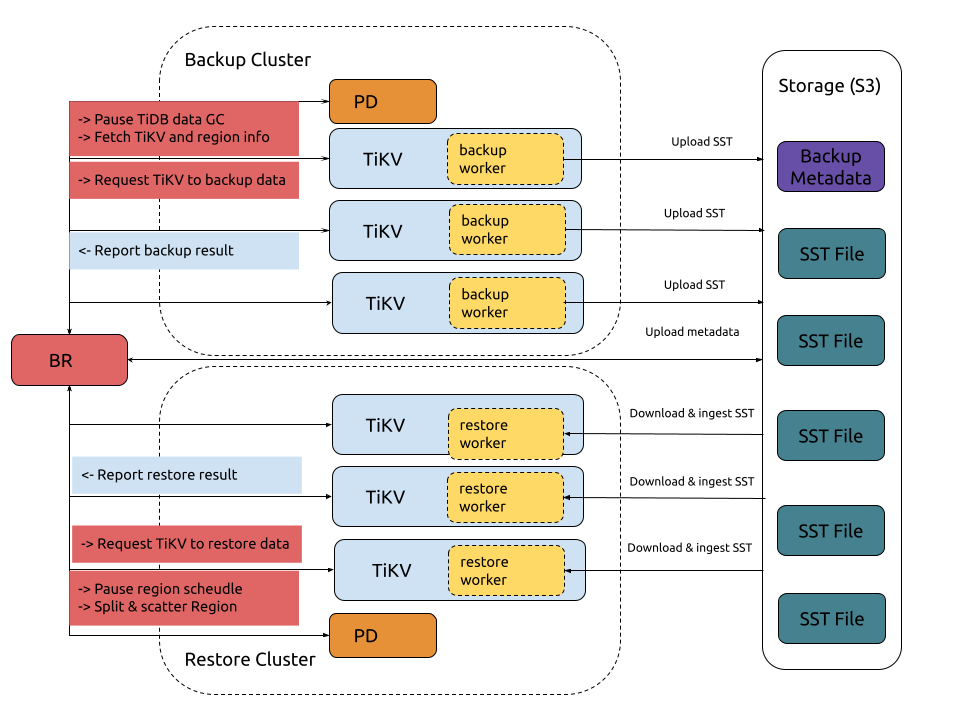 Backup Cluster
Storage (S3)
PD
-> Pause TiDB data GC
-> Fetch TiKV and region info
TiKV
backup
worker
Upload SST
Backup
Metadata
-> Request TiKV to backup data
TiKV
backup
worker
Upload SST
<- Report backup result
SST File
TiKV
backup
worker
Upload SST
Upload metadata
SST File
BR
TiKV
restore
worker
Download & ingest SST
SST File
<- Report restore result
TiKV
restore
worker
Download & ingest SST
SST File
-> Request TiKV to restore data
TiKV
restore
worker
Download & ingest SST
-> Pause region scheudle
-> Split & scatter Region
SST File
PD
Restore Cluster